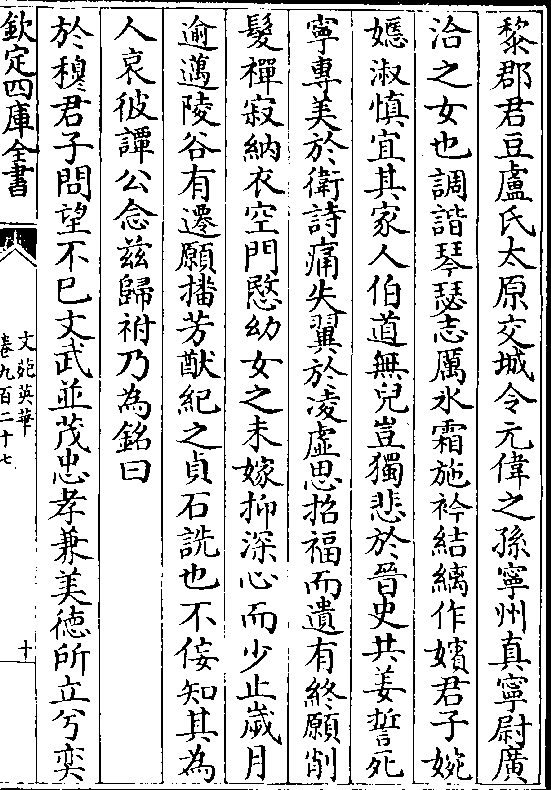 黎郡君豆盧氏太原交城令元偉之孫寧州真寧尉廣
洽之女也調諧琴瑟志厲氷霜施衿結縭作嬪君子婉
嫕淑慎宜其家人伯道無兒豈獨悲於晉史共姜誓死
寧專美於衛詩痛失翼於凌虛思招福而遺有終願削
髮禪寂納衣空門愍幼女之未嫁抑深心而少止歲月
逾邁陵谷有遷願播芳猷紀之貞石詵也不佞知其為
人哀彼譚公念兹歸祔乃為銘曰
於穆君子問望不已文武並茂忠孝兼美徳所立兮奕
欽定四庫全書
文苑英華
卷九百二十七
十